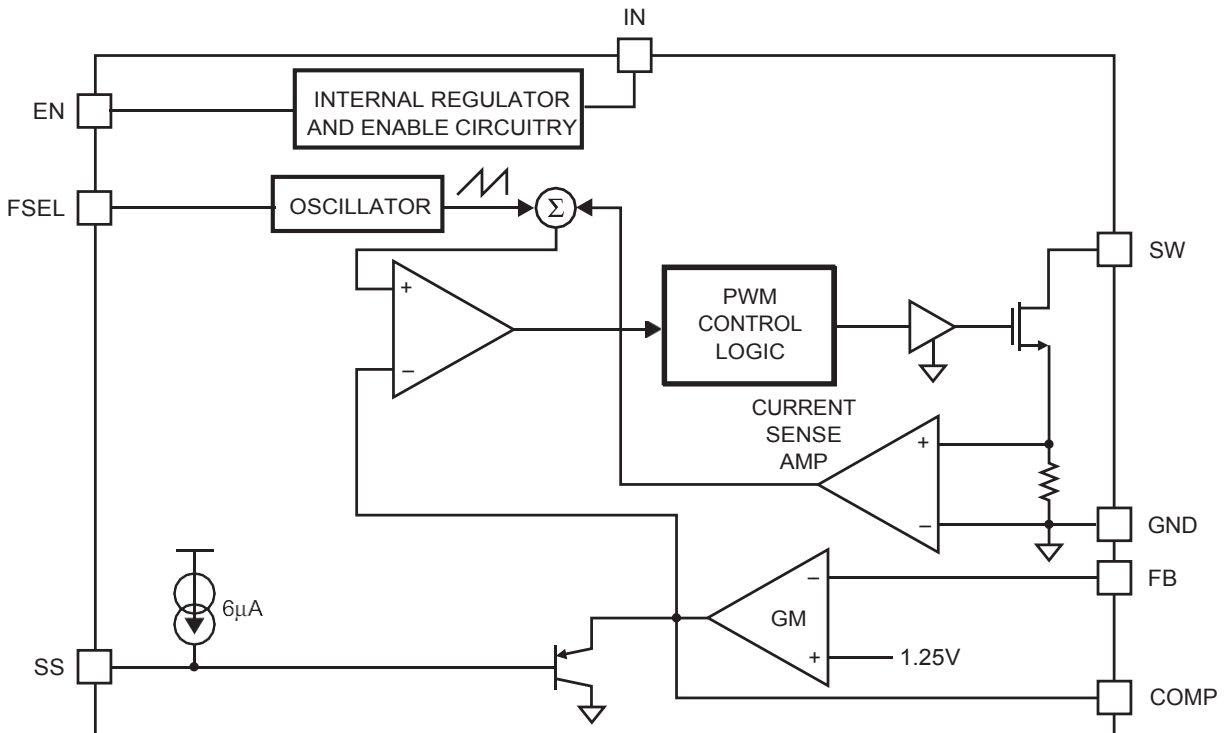 IN
EN
INTERNAL REGULATOR
AND ENABLE CIRCUITRY
FSEL
OSCILLATOR
Σ
SW
+
−
PWM
CONTROL
LOGIC
CURRENT
SENSE
AMP
+
−
GND
FB
−
GM
+
1.25V
6μA
SS
COMP